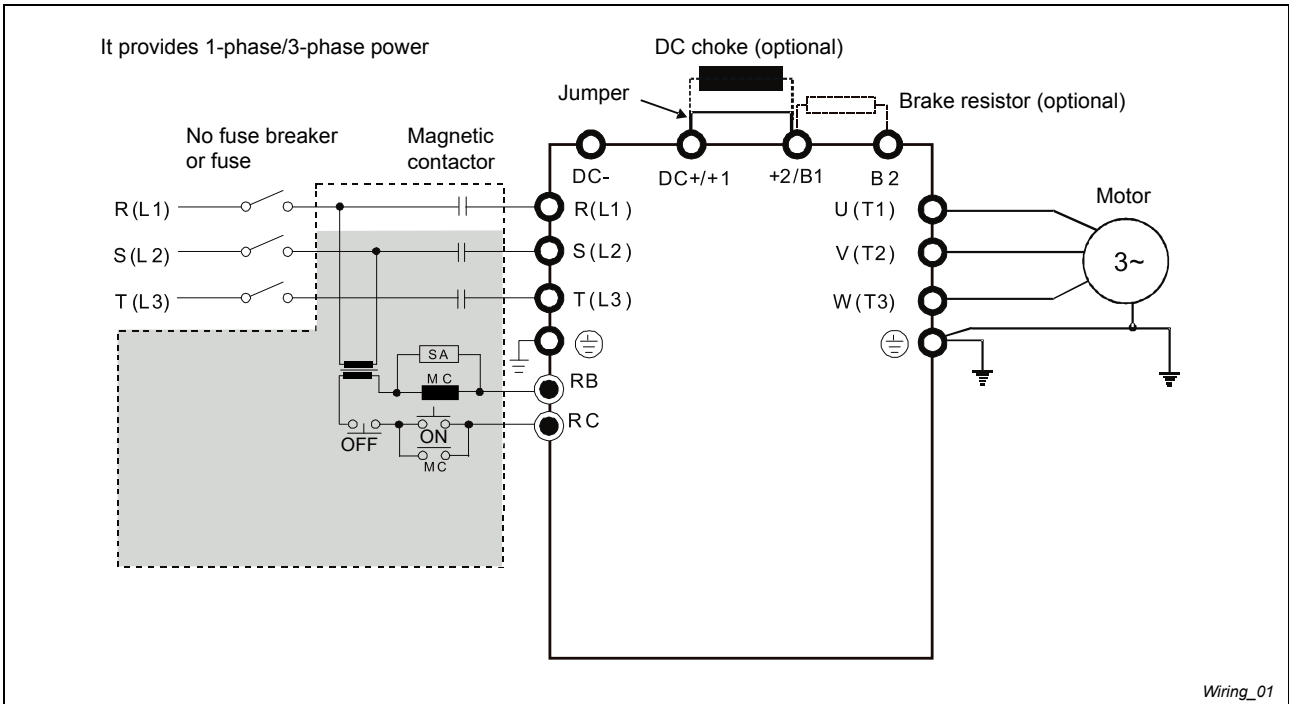 It provides 1-phase/3-phase power
DC choke (optional)
Jumper
Brake resistor (optional)
No fuse breaker
or fuse
Magnetic
contactor
DC-
DC+/+1
+2/B1
B2
Motor
R(L1)
R(L1)
U(T1)
S(L2)
S(L2)
V(T2)
3~
T(L3)
T(L3)
W(T3)
SA
MC
RB
RC
OFF
ON
MC
Wiring_01